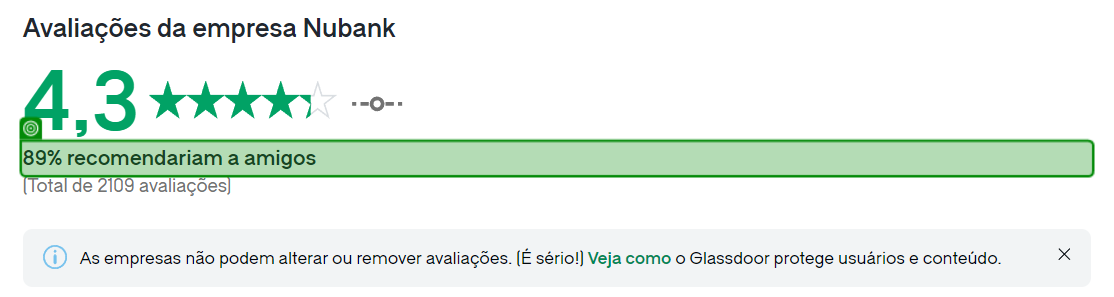 Avaliações da empresa Nubank
4,3
89% recomendariam a amigos
(Total de 2109 avaliações)
As empresas não podem alterar ou remover avaliações. (É sério!) Veja como o Glassdoor protege usuários e conteúdo.